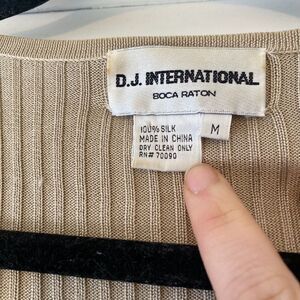 D.J. INTERNATIONAL
BOCA RATON
100% SILK M
MADE IN CHINA
DRY CLEAN ONLY
RN# 70090